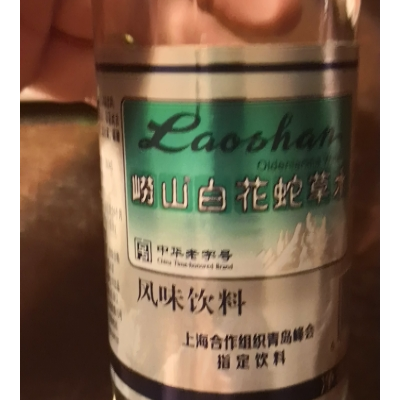 Laoshan
崂山白花蛇草水
中华老字号
China Time-honored Brand
风味饮料
上海合作组织青岛峰会
指定饮料